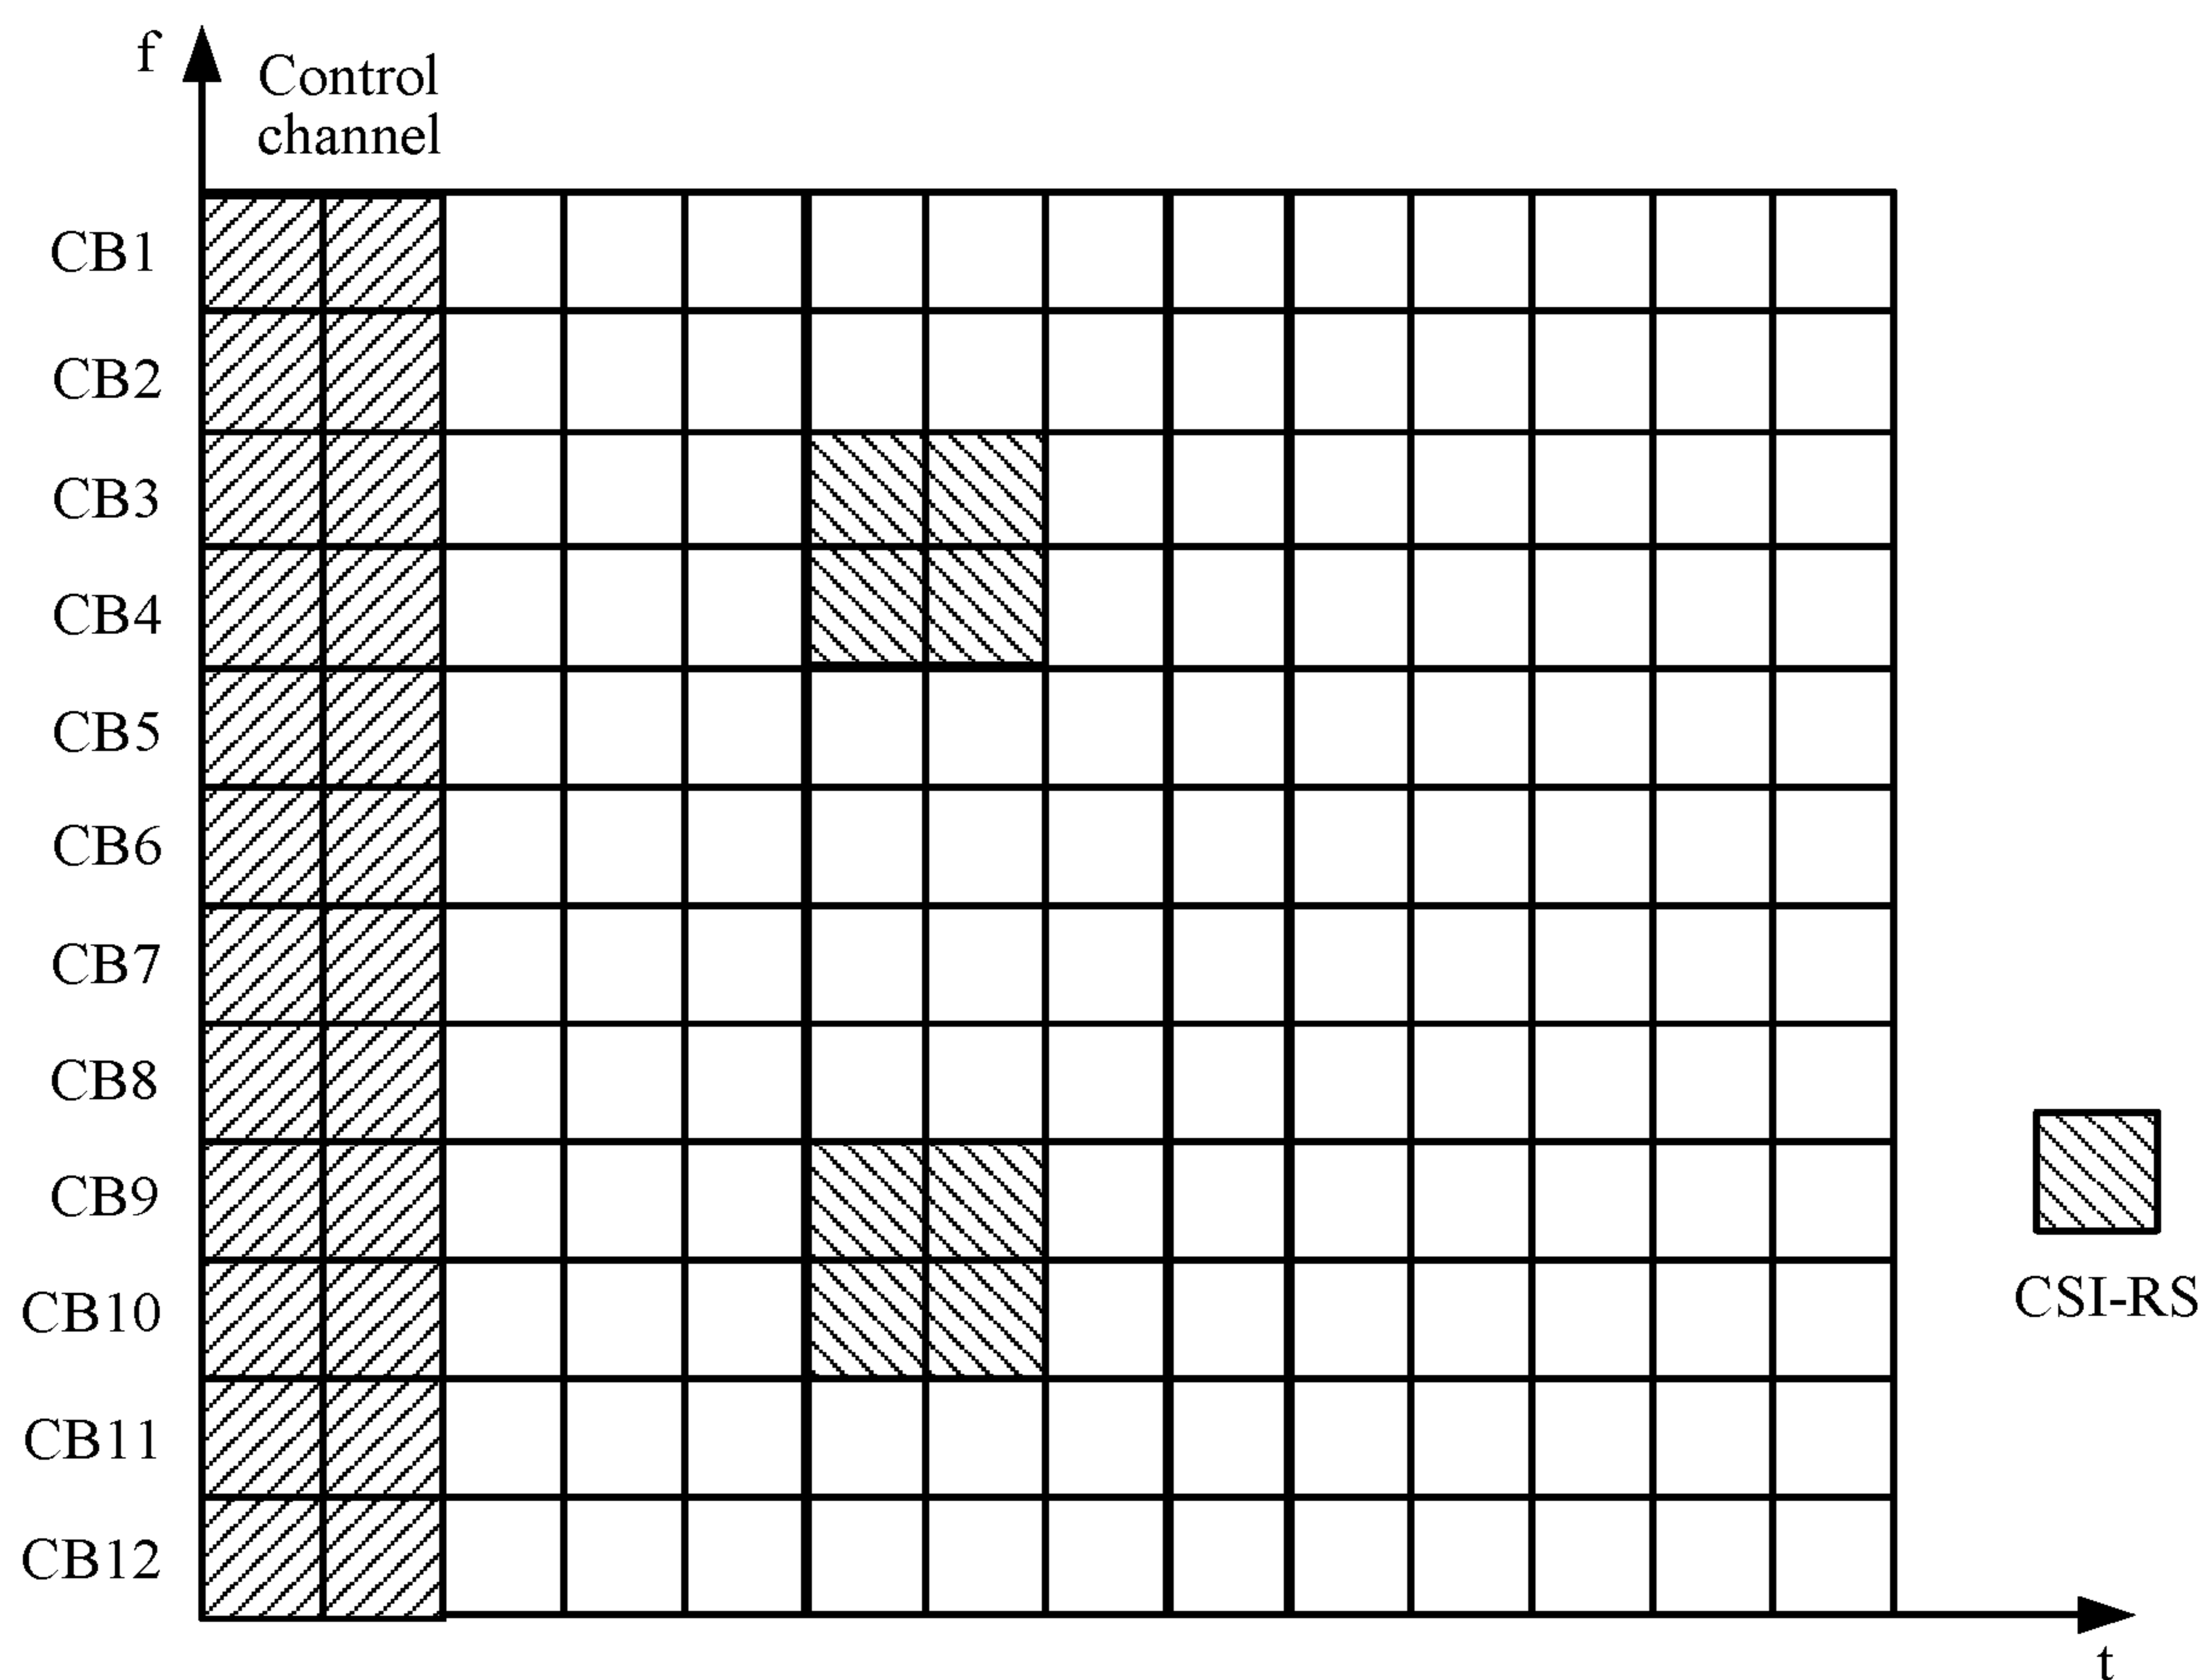 f
Control
channel
CB1
CB2
CB3
CB4
CB5
CB6
CB7
CB8
CB9
CB10
CB11
CB12
CSI-RS
t